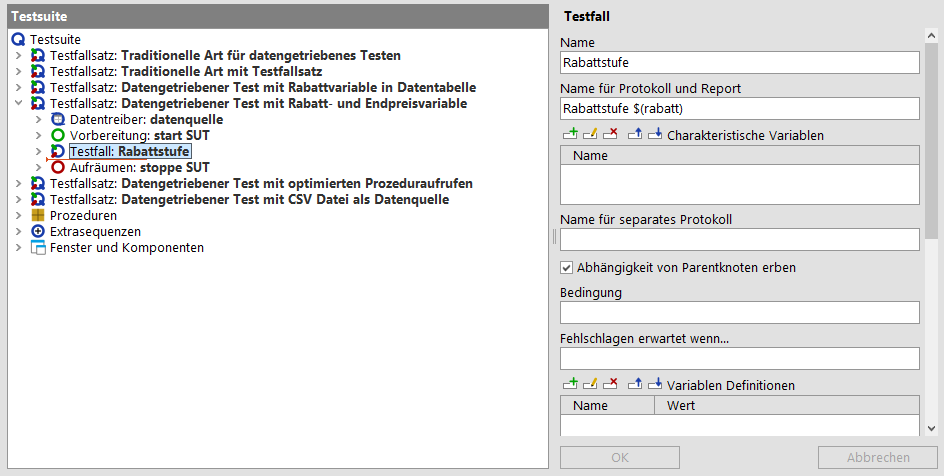 Testsuite
Testsuite
Testfallsatz: Traditionelle Art für datengetriebenes Testen
Testfallsatz: Traditionelle Art mit Testfallsatz
Testfallsatz: Datengetriebener Test mit Rabattvariable in Datentabelle
Testfallsatz: Datengetriebener Test mit Rabatt- und Endpreisvariable
Datentreiber: datenquelle
Vorbereitung: start SUT
Testfall: Rabattstufe
Aufräumen: stoppe SUT
Testfallsatz: Datengetriebener Test mit optimierten Prozeduraufrufen
Testfallsatz: Datengetriebener Test mit CSV Datei als Datenquelle
Prozeduren
Extrasequenzen
Fenster und Komponenten
Testfall
Name
Rabattstufe
Name für Protokoll und Report
Rabattstufe $(rabatt)
Charakteristische Variablen
Name
Name für separates Protokoll
Abhängigkeit von Parentknoten erben
Bedingung
Fehlschlagen erwartet wenn...
Variablen Definitionen
Name Wert
OK Abbrechen